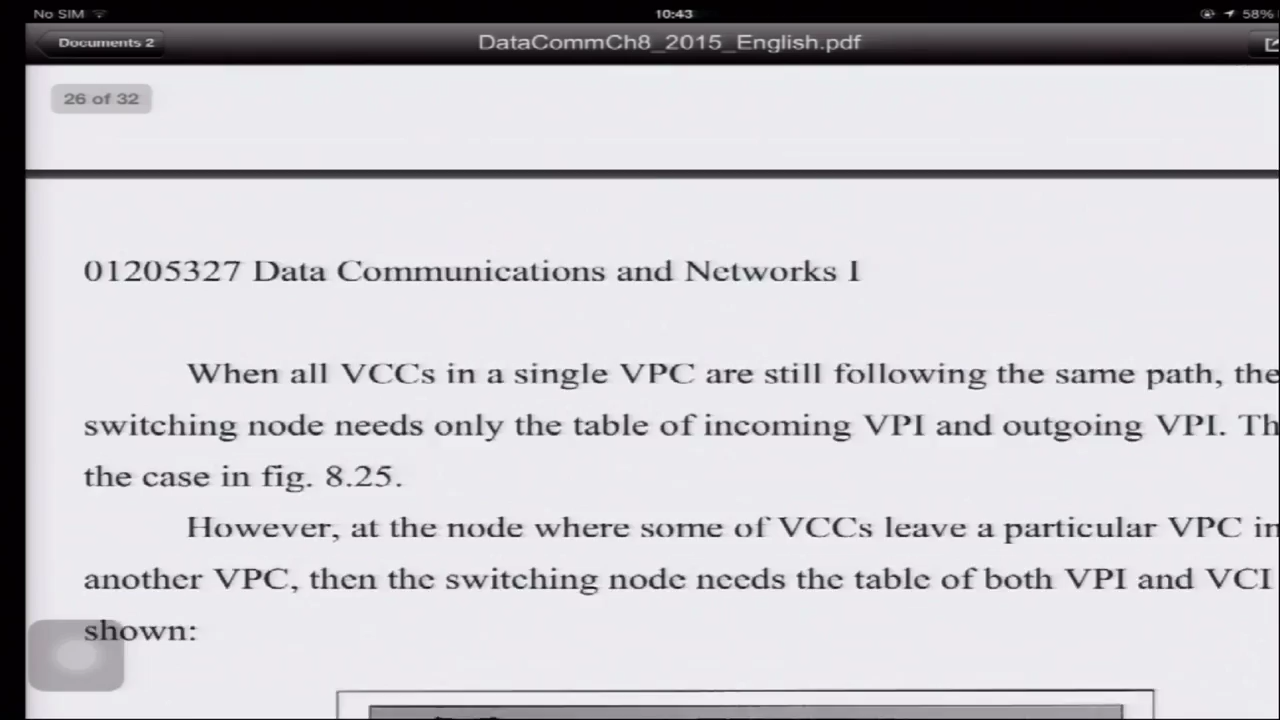 No SIM 10:43 58%
Documents 2 DataCommCh8_2015_English.pdf
26 of 32
01205327 Data Communications and Networks I
When all VCCs in a single VPC are still following the same path, the
switching node needs only the table of incoming VPI and outgoing VPI. Th
the case in fig. 8.25.
However, at the node where some of VCCs leave a particular VPC in
another VPC, then the switching node needs the table of both VPI and VCI
shown: